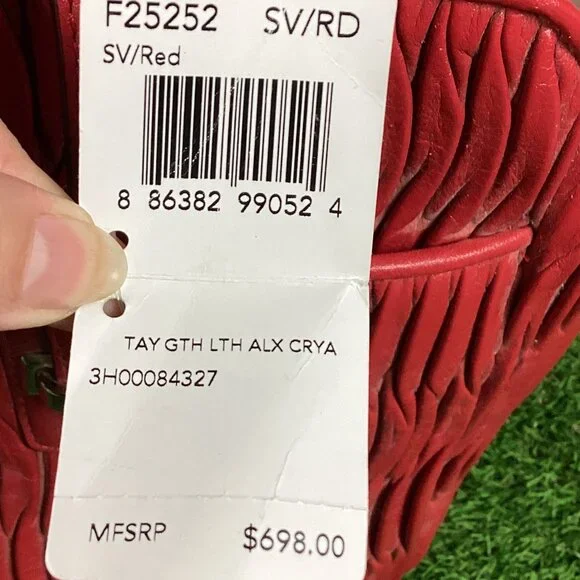 F25252 SV/RD
SV/Red
8 86382 99052 4
TAY GTH LTH ALX CRYA
3H00084327
MFSRP $698.00